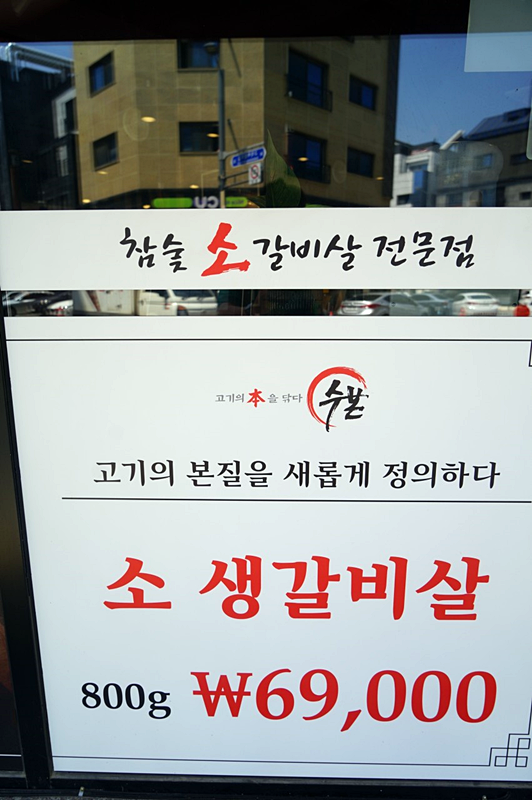 참숯 소갈비살 전문점
고기의 本을 닦다 수본
고기의 본질을 새롭게 정의하다
소 생갈비살
800g ₩69,000